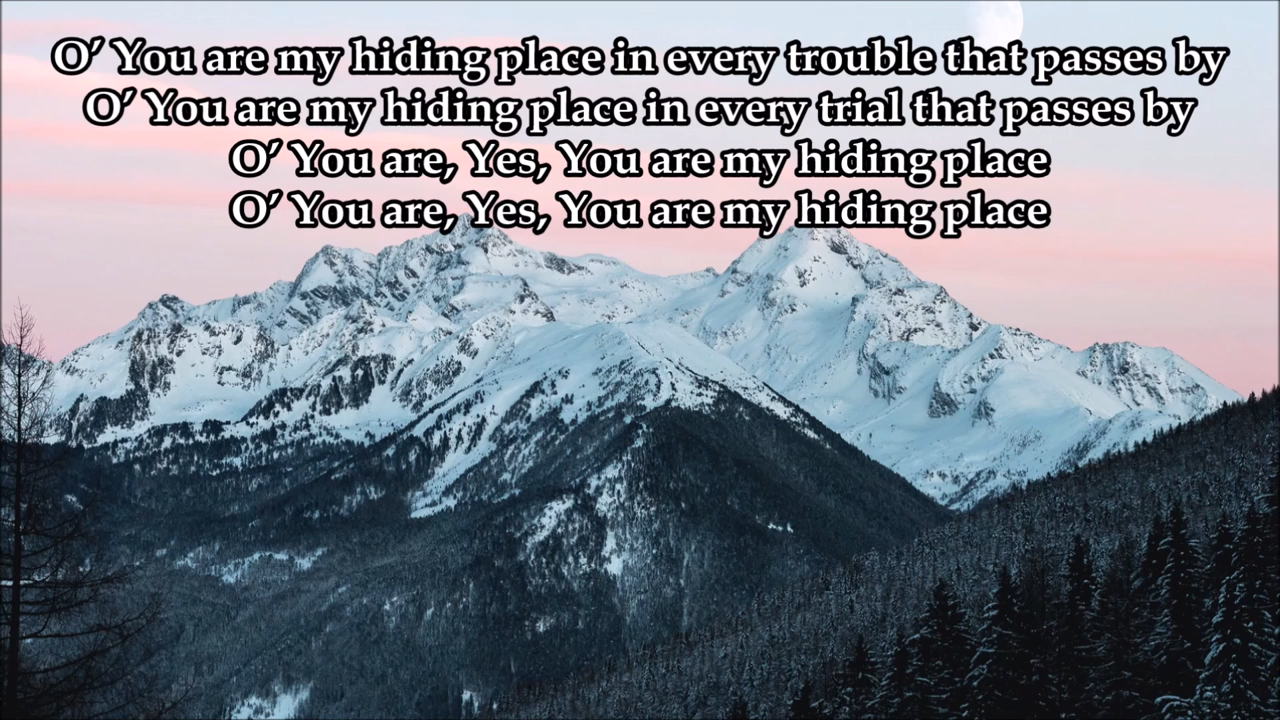 O’ You are my hiding place in every trouble that passes by
O’ You are my hiding place in every trial that passes by
O’ You are, Yes, You are my hiding place
O’ You are, Yes, You are my hiding place